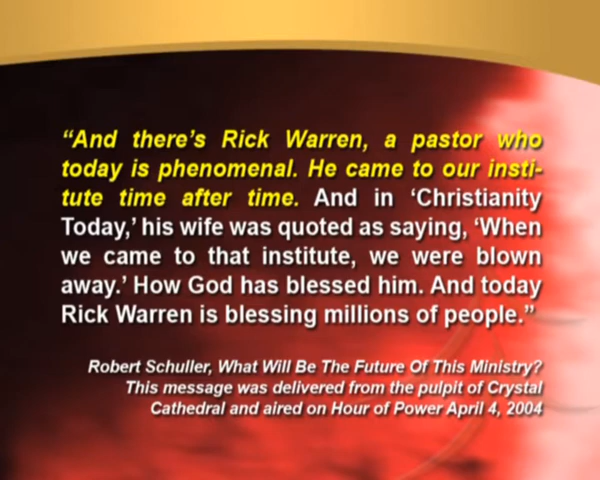 “And there’s Rick Warren, a pastor who
today is phenomenal. He came to our insti-
tute time after time. And in ‘Christianity
Today,’ his wife was quoted as saying, ‘When
we came to that institute, we were blown
away.’ How God has blessed him. And today
Rick Warren is blessing millions of people.”
Robert Schuller, What Will Be The Future Of This Ministry?
This message was delivered from the pulpit of Crystal
Cathedral and aired on Hour of Power April 4, 2004